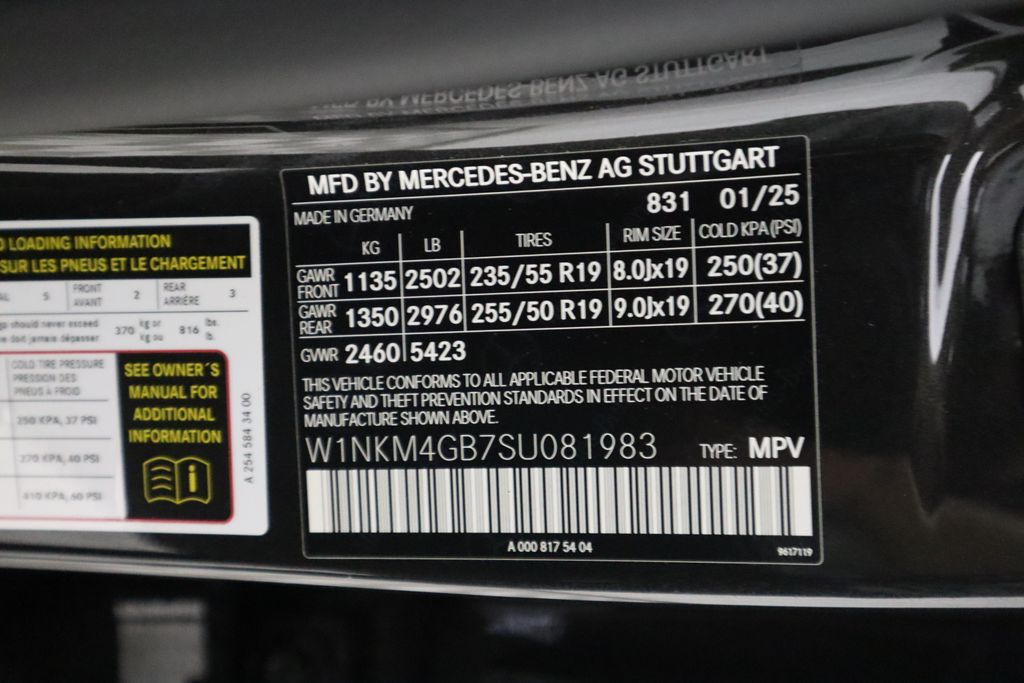 MFD BY MERCEDES-BENZ AG STUTTGART
MADE IN GERMANY 831 01/25
KG LB TIRES RIM SIZE COLD KPA(PSI)
GAWR FRONT 1135 2502 235/55 R19 8.0Jx19 250(37)
GAWR REAR 1350 2976 255/50 R19 9.0Jx19 270(40)
GVWR 2460 5423
THIS VEHICLE CONFORMS TO ALL APPLICABLE FEDERAL MOTOR VEHICLE
SAFETY AND THEFT PREVENTION STANDARDS IN EFFECT ON THE DATE OF
MANUFACTURE SHOWN ABOVE.
W1NKM4GB7SU081983 TYPE: MPV
A 000 817 54 04
9617119
LOADING INFORMATION
SUR LES PNEUS ET LE CHARGEMENT
5 FRONT AVANT 2 REAR ARRIÈRE 3
should never exceed 370 kg or 816 lbs.
doit jamais dépasser kg ou lb.
COLD TIRE PRESSURE
PRESSION DES
PNEUS A FROID
250 KPA, 37 PSI
270 KPA, 40 PSI
410 KPA, 60 PSI
SEE OWNER´S
MANUAL FOR
ADDITIONAL
INFORMATION
A 254 584 34 00